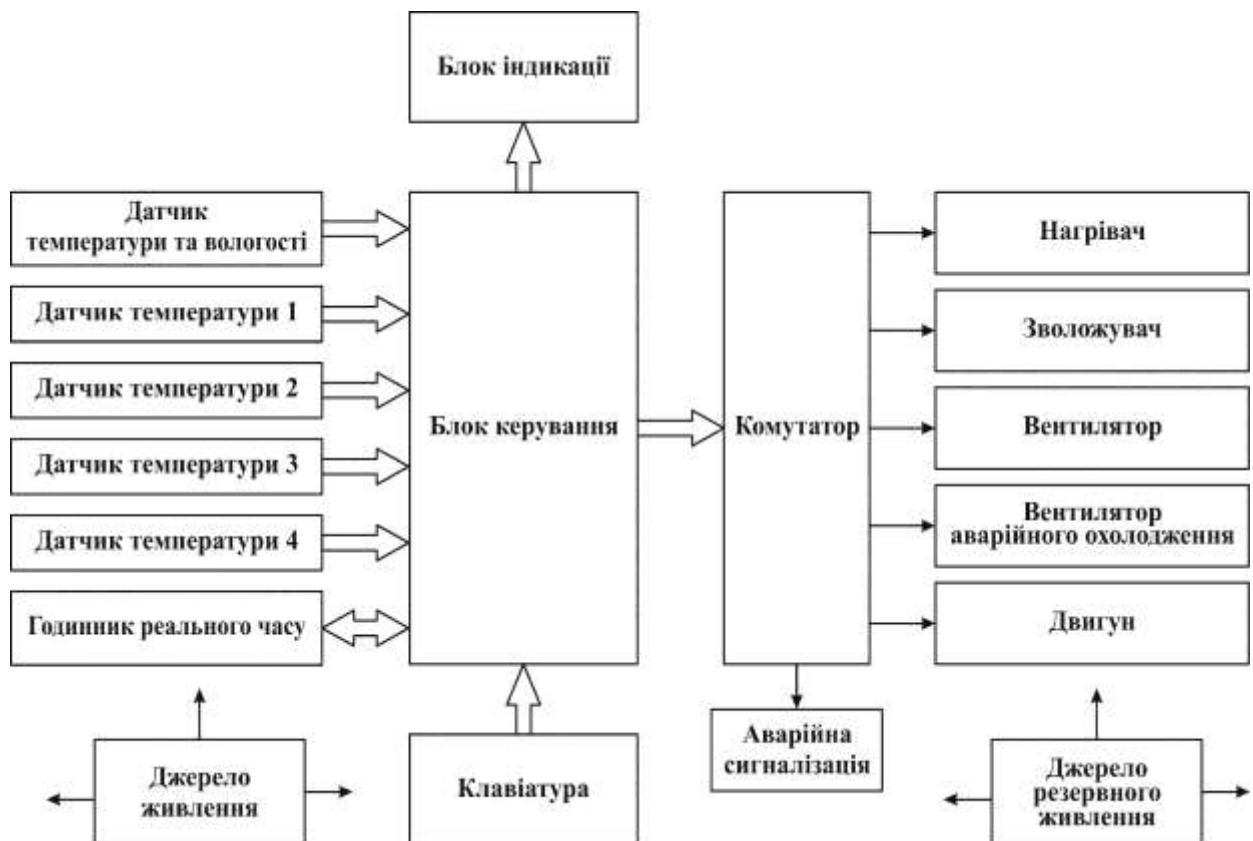 Блок індикації
Датчик
температури та вологості
Датчик температури 1
Датчик температури 2
Датчик температури 3
Датчик температури 4
Годинник реального часу
Джерело
живлення
Блок керування
Клавіатура
Комутатор
Аварійна
сигналізація
Нагрівач
Зволожувач
Вентилятор
Вентилятор
аварійного охолодження
Двигун
Джерело
резервного
живлення